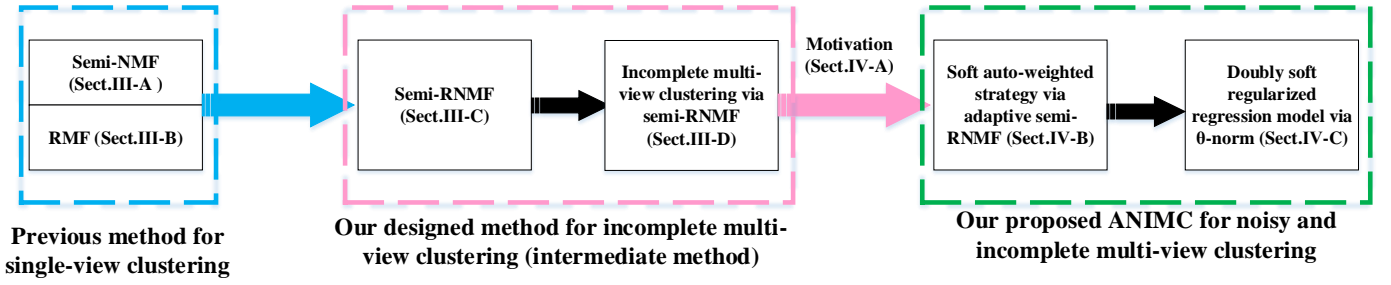 Semi-NMF
(Sect.III-A )
RMF (Sect.III-B)
Previous method for
single-view clustering
Semi-RNMF
(Sect.III-C)
Incomplete multi-
view clustering via
semi-RNMF
(Sect.III-D)
Our designed method for incomplete multi-
view clustering (intermediate method)
Motivation
(Sect.IV-A)
Soft auto-weighted
strategy via
adaptive semi-
RNMF (Sect.IV-B)
Doubly soft
regularized
regression model via
θ-norm (Sect.IV-C)
Our proposed ANIMC for noisy and
incomplete multi-view clustering